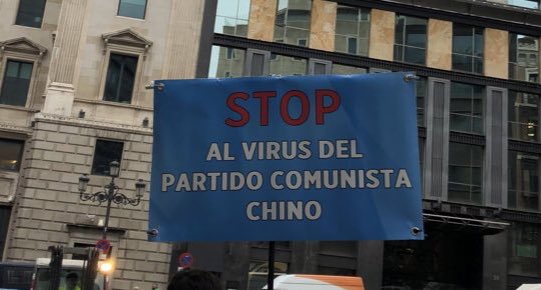 STOP
AL VIRUS DEL
PARTIDO COMUNISTA
CHINO